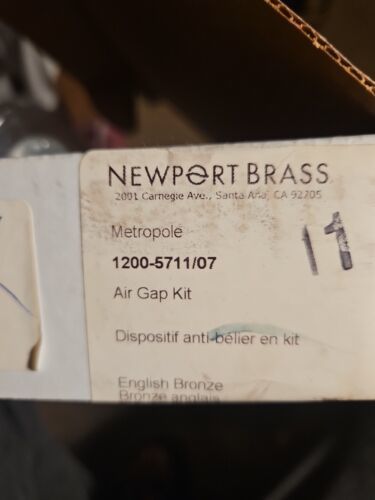 NEWPORT BRASS
2001 Carnegie Ave., Santa Ana, CA 92705
Metropole
11
1200-5711/07
Air Gap Kit
Dispositif anti-bélier en kit
English Bronze
Bronze anglais